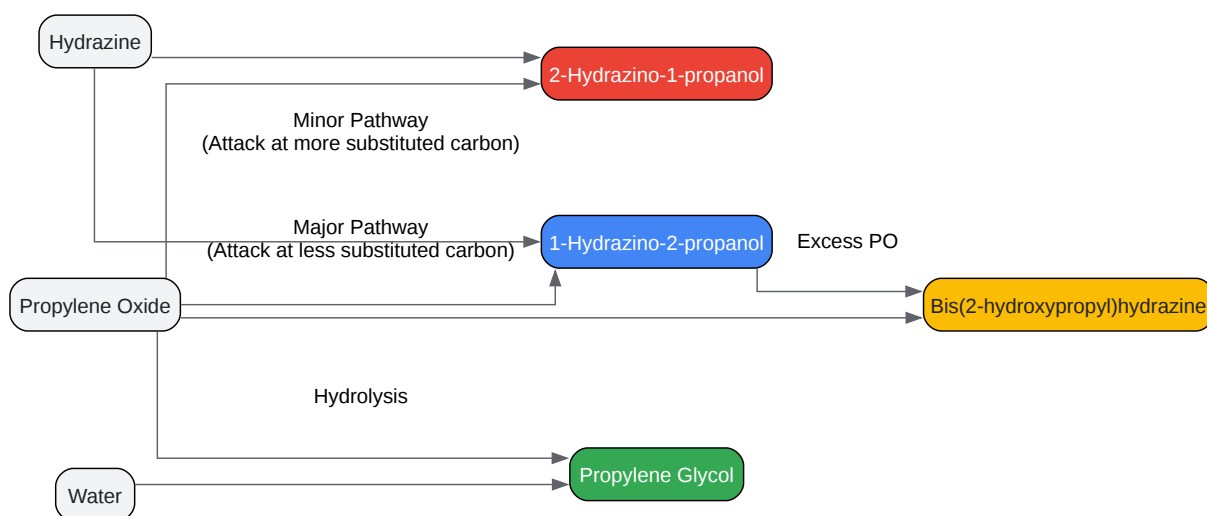 Hydrazine
2-Hydrazino-1-propanol
Minor Pathway
(Attack at more substituted carbon)
Major Pathway
(Attack at less substituted carbon)
1-Hydrazino-2-propanol
Excess PO
Propylene Oxide
Bis(2-hydroxypropyl)hydrazine
Hydrolysis
Propylene Glycol
Water